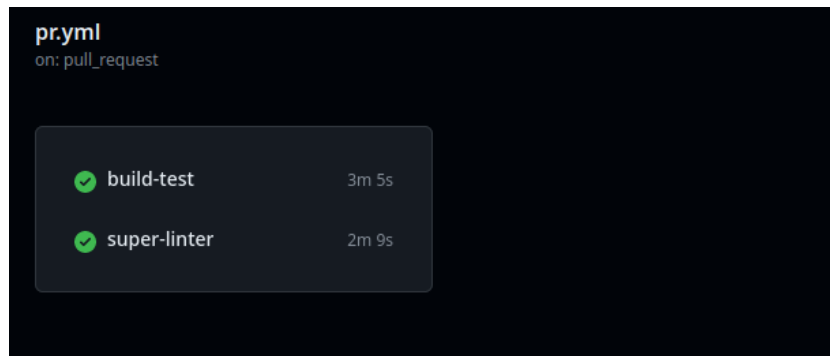 pr.yml
on: pull_request
build-test 3m 5s
super-linter 2m 9s